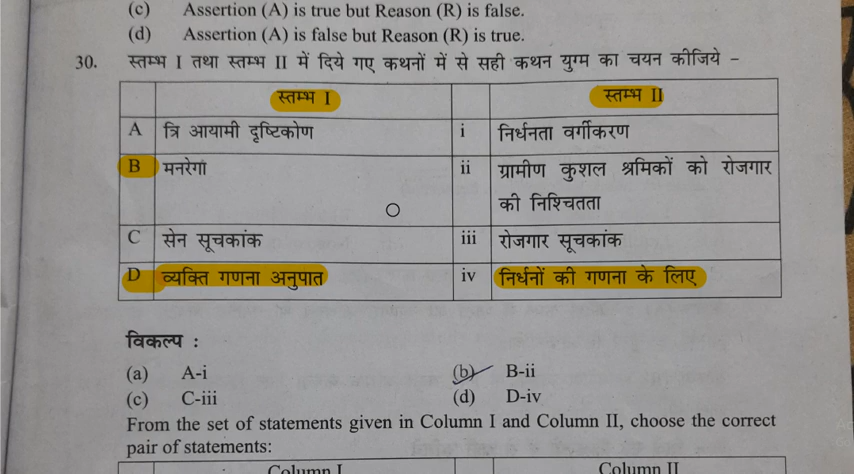 (c) Assertion (A) is true but Reason (R) is false.
(d) Assertion (A) is false but Reason (R) is true.
30. स्तम्भ I तथा स्तम्भ II में दिये गए कथनों में से सही कथन युग्म का चयन कीजिये –
स्तम्भ I स्तम्भ II
A त्रि आयामी दृष्टिकोण i निर्धनता वर्गीकरण
B मनरेगा ii ग्रामीण कुशल श्रमिकों को रोजगार
की निश्चितता
C सेन सूचकांक iii रोजगार सूचकांक
D व्यक्ति गणना अनुपात iv निर्धनों की गणना के लिए
विकल्प :
(a) A-i (b) B-ii
(c) C-iii (d) D-iv
From the set of statements given in Column I and Column II, choose the correct
pair of statements:
Column I Column II